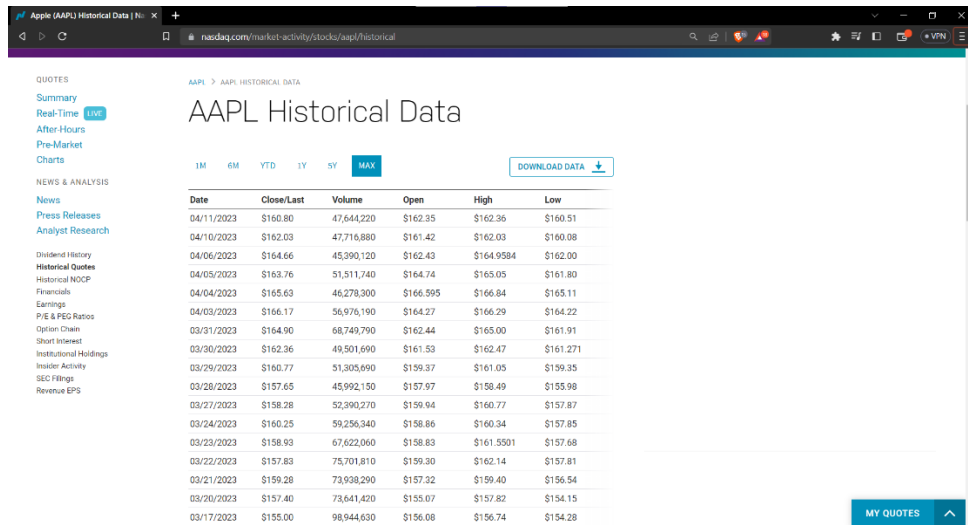 Apple (AAPL) Historical Data | Na
nasdaq.com/market-activity/stocks/aapl/historical
VPN
QUOTES
Summary
Real-Time LIVE
After-Hours
Pre-Market
Charts
NEWS & ANALYSIS
News
Press Releases
Analyst Research
Dividend History
Historical Quotes
Historical NOCP
Financials
Earnings
P/E & PEG Ratios
Option Chain
Short Interest
Institutional Holdings
Insider Activity
SEC Filings
Revenue EPS
AAPL > AAPL HISTORICAL DATA
AAPL Historical Data
1M 6M YTD 1Y 5Y MAX
DOWNLOAD DATA
Date Close/Last Volume Open High Low
04/11/2023 $160.80 47,644,220 $162.35 $162.36 $160.51
04/10/2023 $162.03 47,716,880 $161.42 $162.03 $160.08
04/06/2023 $164.66 45,390,120 $162.43 $164.9584 $162.00
04/05/2023 $163.76 51,511,740 $164.74 $165.05 $161.80
04/04/2023 $165.63 46,278,300 $166.595 $166.84 $165.11
04/03/2023 $166.17 56,976,190 $164.27 $166.29 $164.22
03/31/2023 $164.90 68,749,790 $162.44 $165.00 $161.91
03/30/2023 $162.36 49,501,690 $161.53 $162.47 $161.271
03/29/2023 $160.77 51,305,690 $159.37 $161.05 $159.35
03/28/2023 $157.65 45,992,150 $157.97 $158.49 $155.98
03/27/2023 $158.28 52,390,270 $159.94 $160.77 $157.87
03/24/2023 $160.25 59,256,340 $158.86 $160.34 $157.85
03/23/2023 $158.93 67,622,060 $158.83 $161.5501 $157.68
03/22/2023 $157.83 75,701,810 $159.30 $162.14 $157.81
03/21/2023 $159.28 73,938,290 $157.32 $159.40 $156.54
03/20/2023 $157.40 73,641,420 $155.07 $157.82 $154.15
03/17/2023 $155.00 98,944,630 $156.08 $156.74 $154.28
MY QUOTES